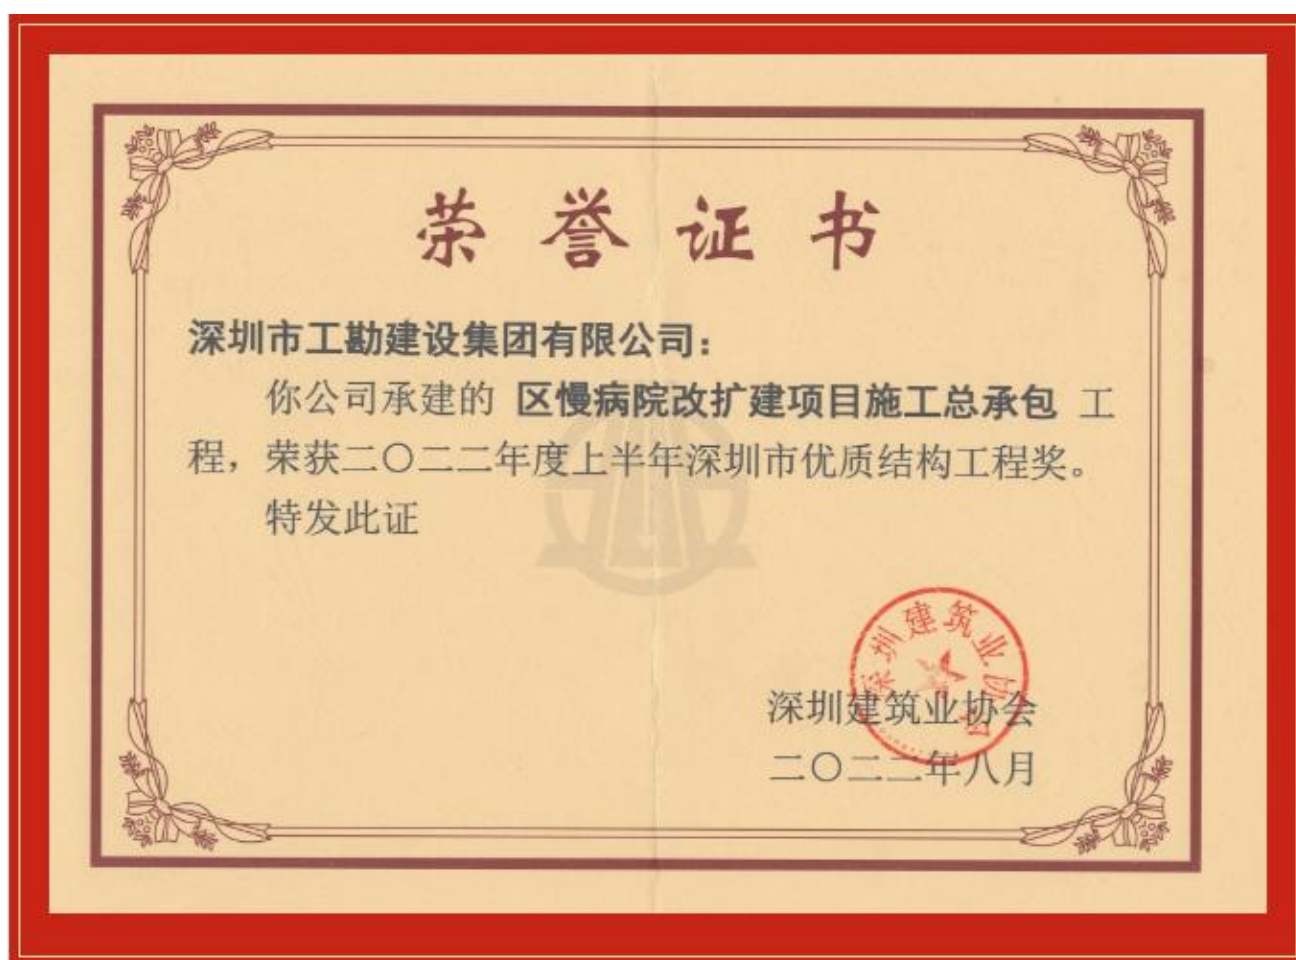 荣誉证书
深圳市工勘建设集团有限公司：
你公司承建的 区慢病院改扩建项目施工总承包 工
程，荣获二〇二二年度上半年深圳市优质结构工程奖。
特发此证
深圳建筑业协会
深圳建筑业协会
二〇二二年八月